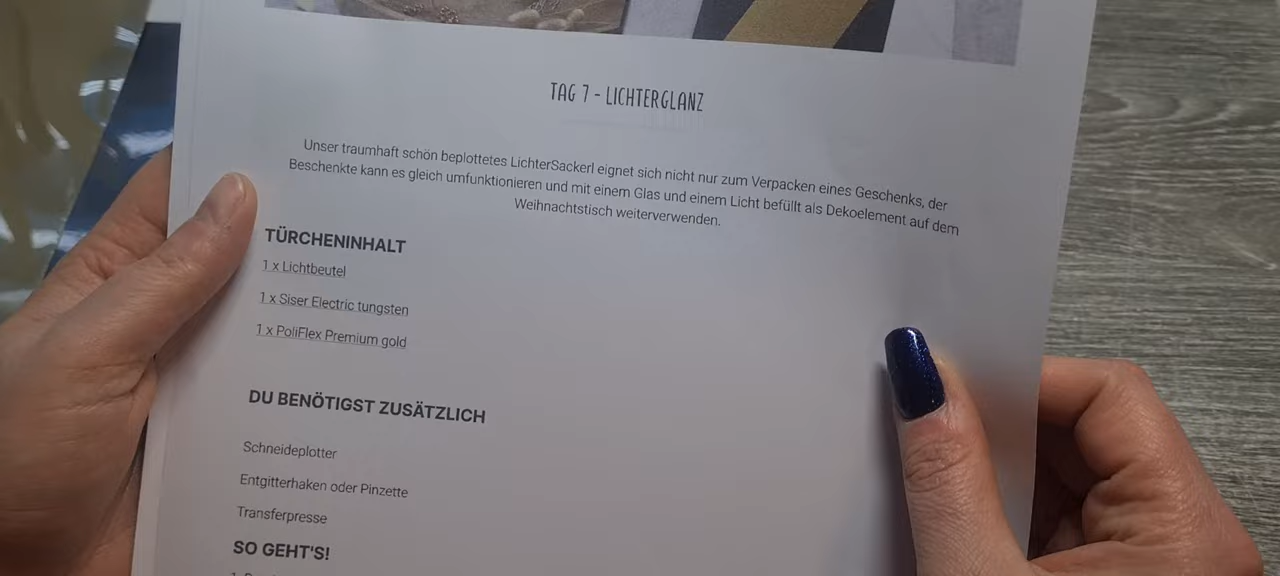 TAG 7 - LICHTERGLANZ
Unser traumhaft schön beplottetes LichterSackerl eignet sich nicht nur zum Verpacken eines Geschenks, der
Beschenkte kann es gleich umfunktionieren und mit einem Glas und einem Licht befüllt als Dekoelement auf dem
Weihnachtstisch weiterverwenden.
TÜRCHENINHALT
1 x Lichtbeutel
1 x Siser Electric tungsten
1 x PoliFlex Premium gold
DU BENÖTIGST ZUSÄTZLICH
Schneideplotter
Entgitterhaken oder Pinzette
Transferpresse
SO GEHT'S!